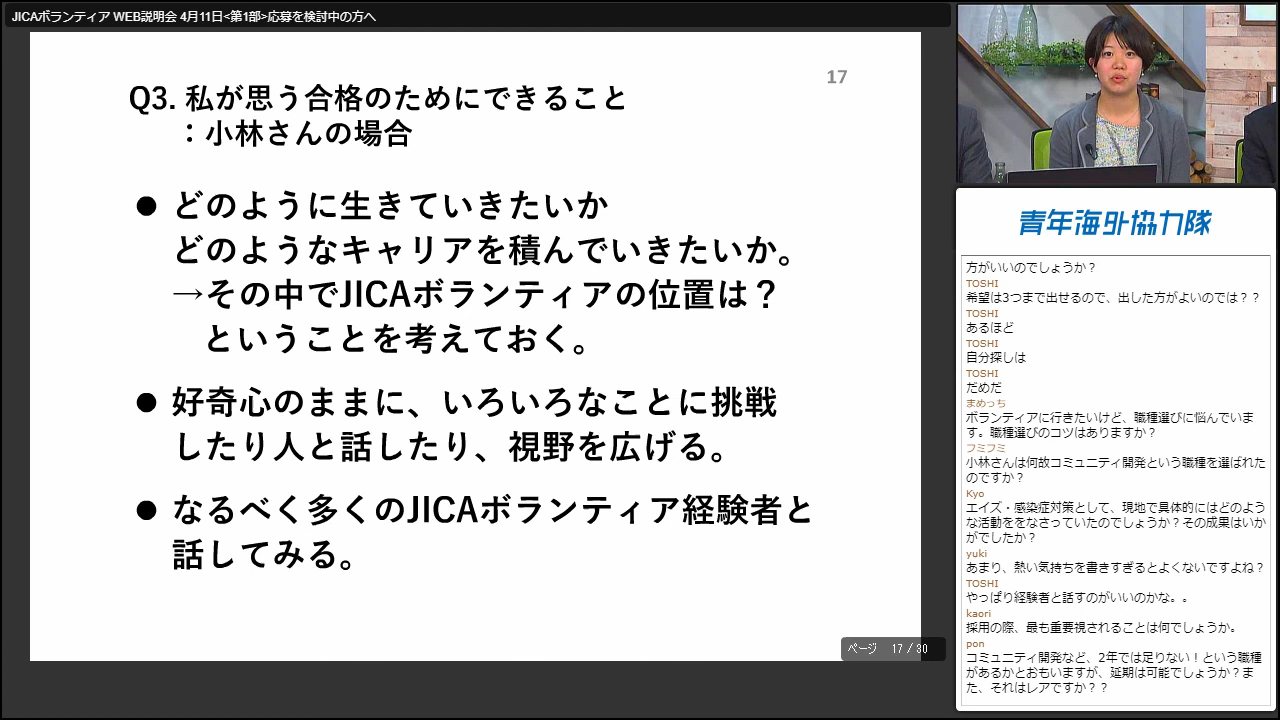 JICAボランティア WEB説明会 4月11日<第1部>応募を検討中の方へ
17
Q3. 私が思う合格のためにできること
：小林さんの場合
● どのように生きていきたいか
どのようなキャリアを積んでいきたいか。
→その中でJICAボランティアの位置は？
ということを考えておく。
● 好奇心のままに、いろいろなことに挑戦
したり人と話したり、視野を広げる。
● なるべく多くのJICAボランティア経験者と
話してみる。
ページ 17 / 30
青年海外協力隊
方がいいのでしょうか？
TOSHI
希望は3つまで出せるので、出した方がよいのでは？？
TOSHI
あるほど
TOSHI
自分探しは
TOSHI
だめだ
まめっち
ボランティアに行きたいけど、職種選びに悩んでいま
す。職種選びのコツはありますか？
フミフミ
小林さんは何故コミュニティ開発という職種を選ばれた
のですか？
Kyo
エイズ・感染症対策として、現地で具体的にはどのよう
な活動ををなさっていたのでしょうか？その成果はいか
がでしたか？
yuki
あまり、熱い気持ちを書きすぎるとよくないですよね？
TOSHI
やっぱり経験者と話すのがいいのかな。。
kaori
採用の際、最も重要視されることは何でしょうか。
pon
コミュニティ開発など、2年では足りない！という職種
があるかとおもいますが、延期は可能でしょうか？ま
た、それはレアですか？？